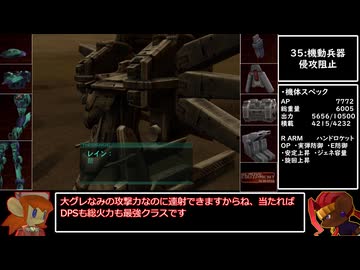 35:機動兵器
侵攻阻止
・機体スペック
AP 7772
総重量 6005
出力 5656/10500
積載 4215/4232
R ARM ハンドロケット
OP ・実弾防御 ・E防御
・安定上昇 ・ジェネ容量
・旋回上昇
レイン：
大グレなみの攻撃力なのに連射できますからね、当たれば
DPSも総火力も最強クラスです